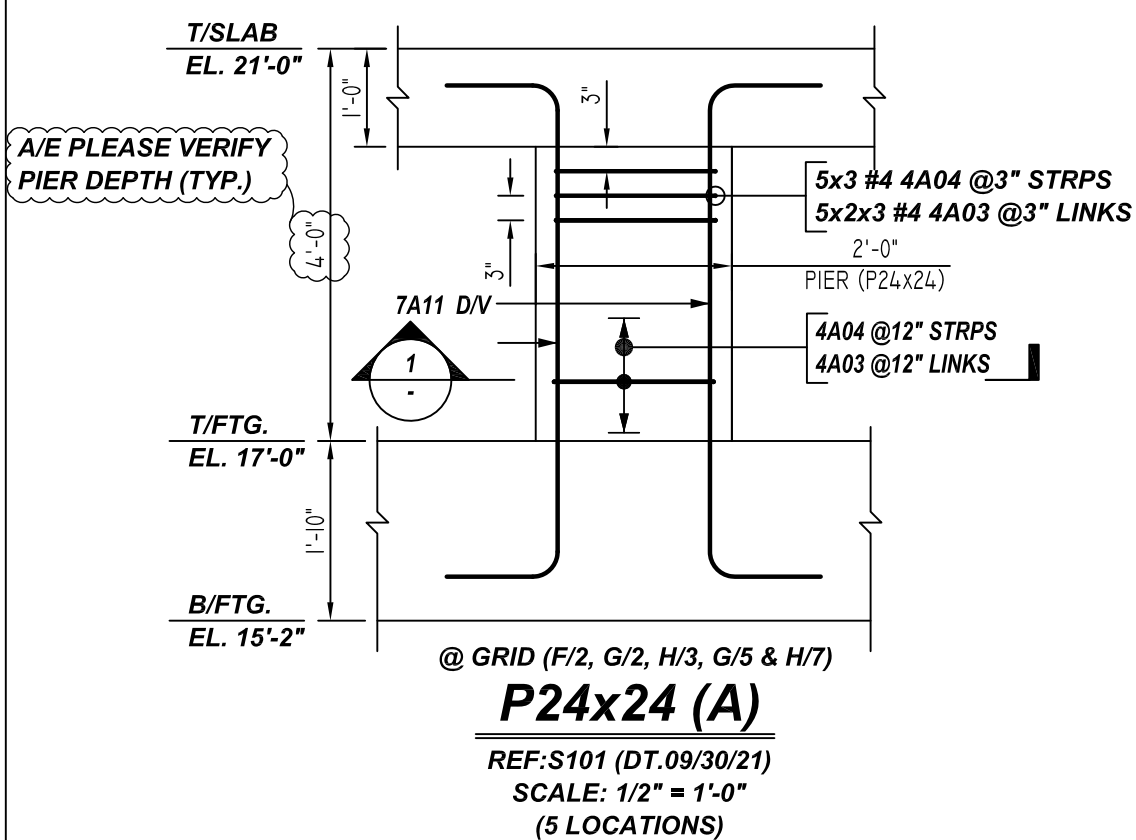 T/SLAB
EL. 21'-0"
1'-0"
3"
A/E PLEASE VERIFY
PIER DEPTH (TYP.)
4'-0"
5x3 #4 4A04 @3" STRPS
5x2x3 #4 4A03 @3" LINKS
2'-0"
PIER (P24x24)
3"
7A11 D/V
4A04 @12" STRPS
4A03 @12" LINKS
1
-
T/FTG.
EL. 17'-0"
1'-10"
B/FTG.
EL. 15'-2"
@ GRID (F/2, G/2, H/3, G/5 & H/7)
P24x24 (A)
REF:S101 (DT.09/30/21)
SCALE: 1/2" = 1'-0"
(5 LOCATIONS)